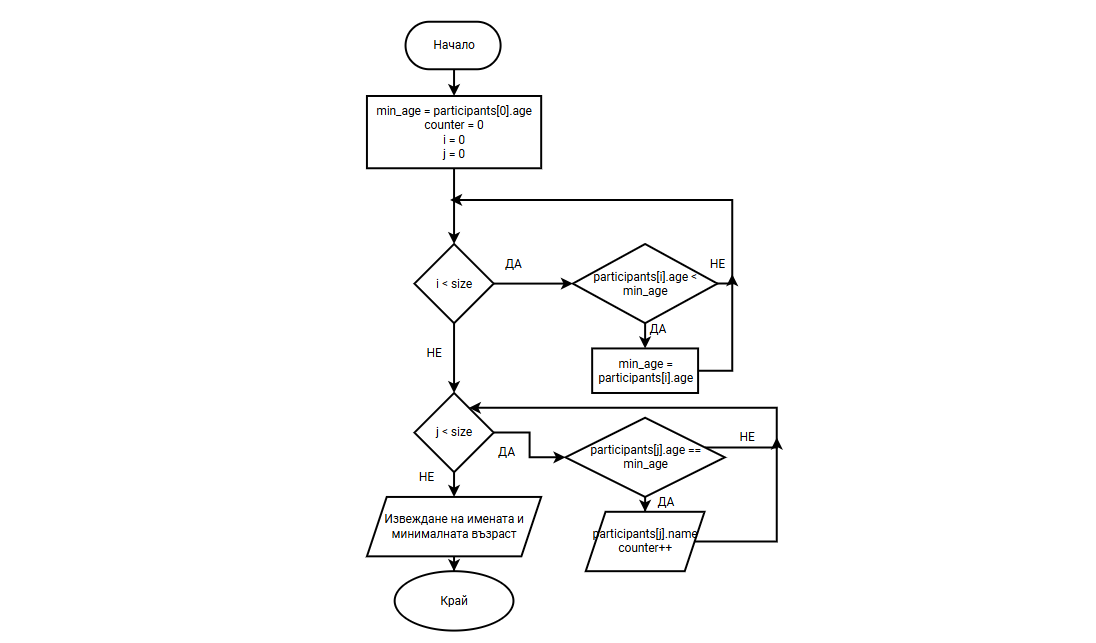 Начало
min_age = participants[0].age
counter = 0
i = 0
j = 0
i < size
ДА
participants[i].age <
min_age
НЕ
ДА
min_age =
participants[i].age
НЕ
j < size
ДА
participants[j].age ==
min_age
НЕ
ДА
participants[j].name
counter++
НЕ
Извеждане на имената и
минималната възраст
Край